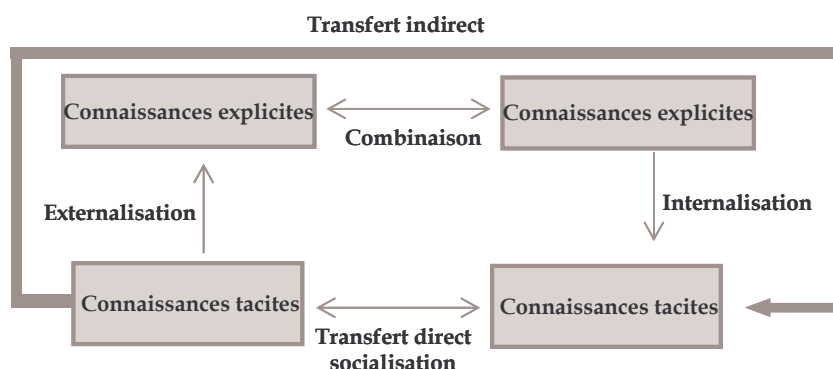 Transfert indirect
Connaissances explicites
Connaissances explicites
Combinaison
Externalisation
Internalisation
Connaissances tacites
Connaissances tacites
Transfert direct
socialisation